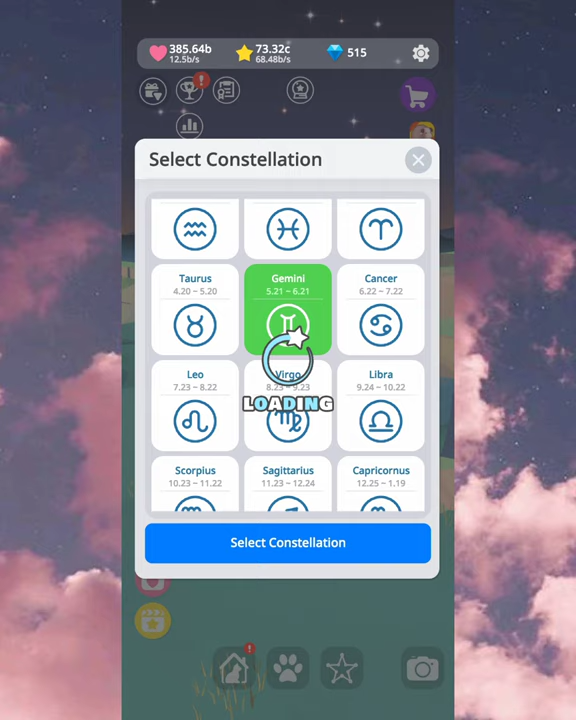 385.64b
12.5b/s
73.32c
68.48b/s
515
Select Constellation
Taurus
4.20 ~ 5.20
Gemini
5.21 ~ 6.21
Cancer
6.22 ~ 7.22
Leo
7.23 ~ 8.22
Virgo
8.23 ~ 9.23
Libra
9.24 ~ 10.22
LOADING
Scorpius
10.23 ~ 11.22
Sagittarius
11.23 ~ 12.24
Capricornus
12.25 ~ 1.19
Select Constellation